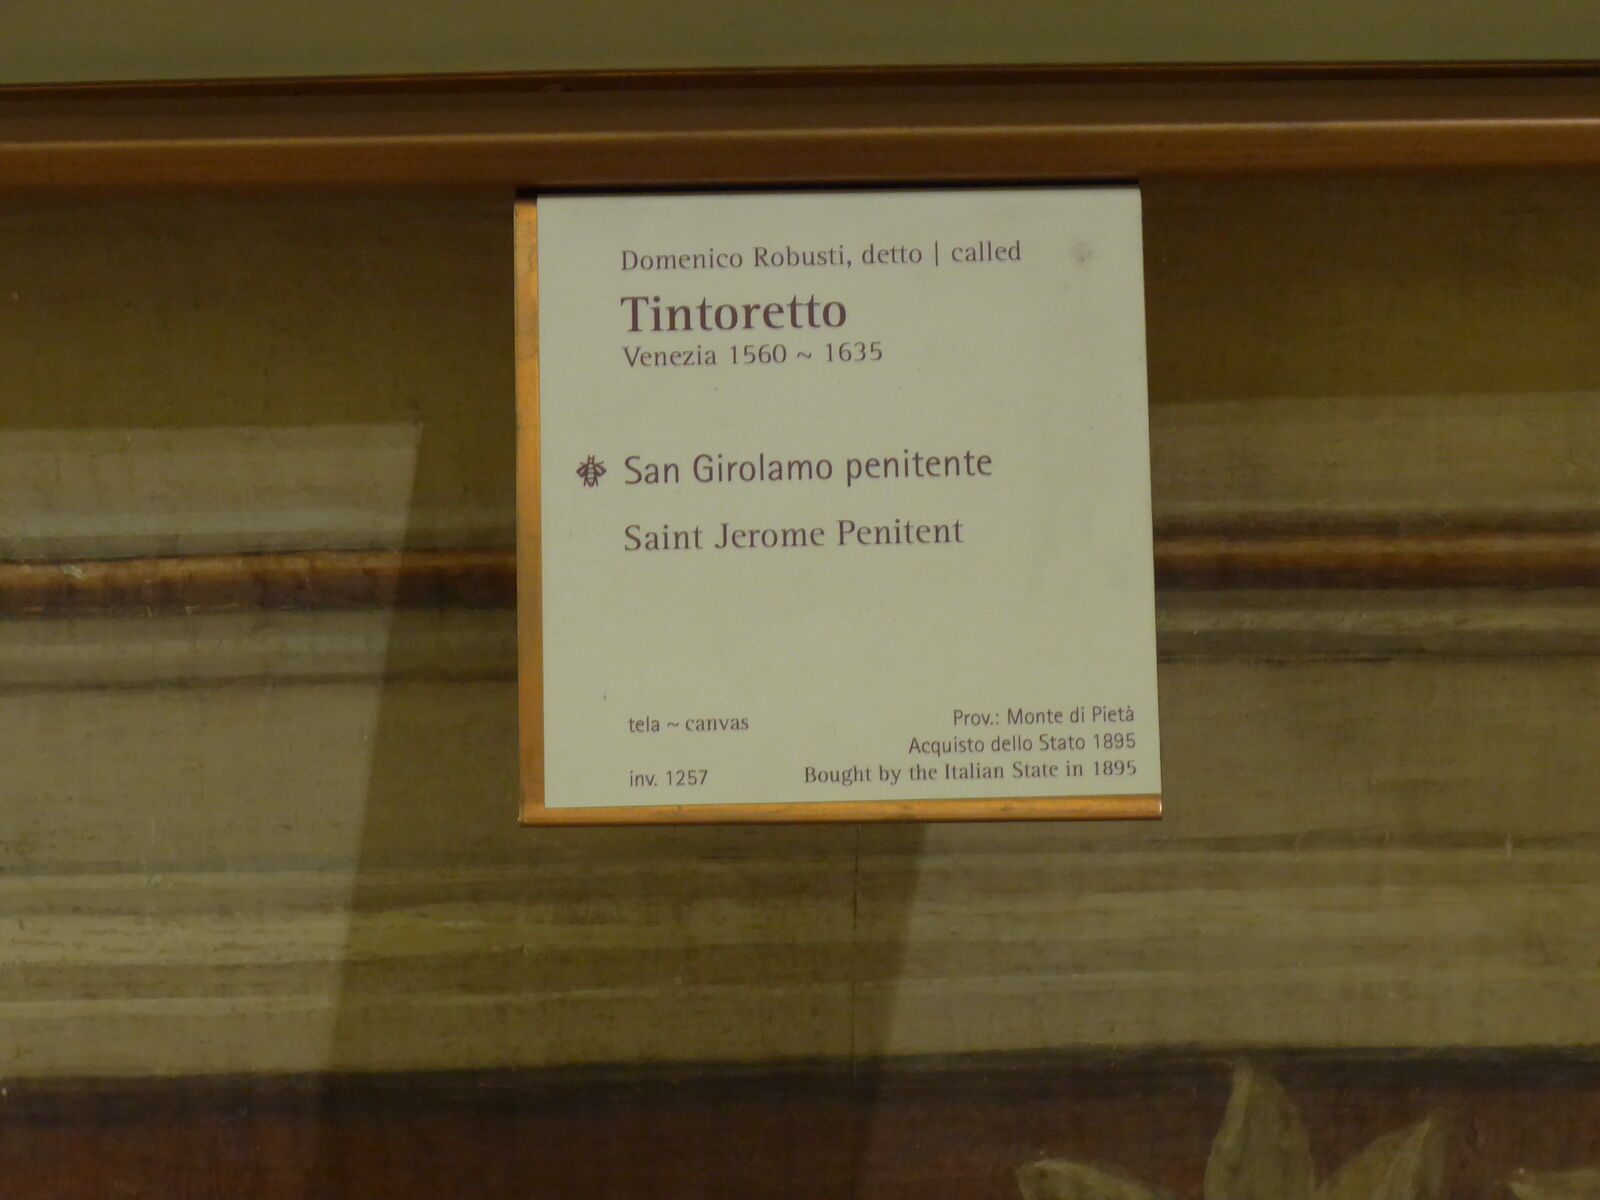 Domenico Robusti, detto | called
Tintoretto
Venezia 1560 ~ 1635
San Girolamo penitente
Saint Jerome Penitent
tela ~ canvas
inv. 1257
Prov.: Monte di Pietà
Acquisto dello Stato 1895
Bought by the Italian State in 1895